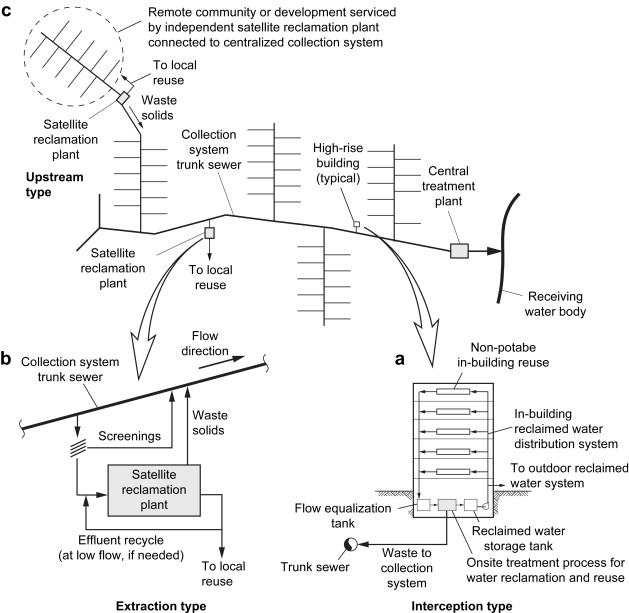 c
Remote community or development serviced
by independent satellite reclamation plant
connected to centralized collection system
To local
reuse
Waste
solids
Satellite
reclamation
plant
Upstream
type
Collection
system
trunk sewer
High-rise
building
(typical)
Central
treatment
plant
Satellite
reclamation
plant
To local
reuse
Receiving
water body
b
Collection system
trunk sewer
Flow
direction
Screenings
Waste
solids
Satellite
reclamation
plant
Effluent recycle
(at low flow, if needed)
To local
reuse
Extraction type
a
Non-potabe
in-building reuse
In-building
reclaimed water
distribution system
To outdoor reclaimed
water system
Flow equalization
tank
Reclaimed water
storage tank
Onsite treatment process for
water reclamation and reuse
Trunk sewer
Waste to
collection
system
Interception type